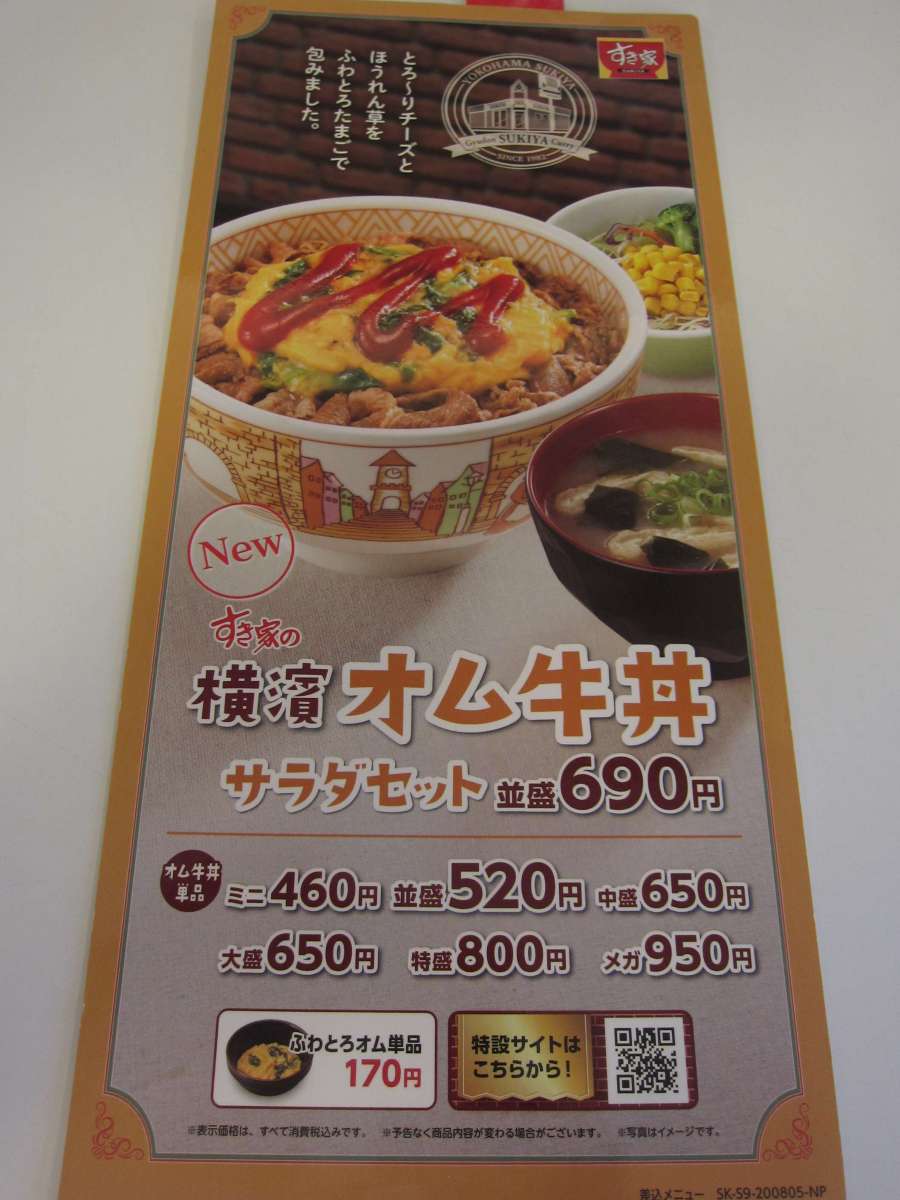 とろ〜りチーズと
ほうれん草を
ふわとろたまごで
包みました。
YOKOHAMA SUKIYA
Gyudon SUKIYA Curry
SINCE 1982
すき家
New
すき家の
横濱 オム牛丼
サラダセット 並盛690円
オム牛丼
単品
ミニ460円 並盛520円 中盛650円
大盛650円 特盛800円 メガ950円
ふわとろオム単品
170円
特設サイトは
こちらから!
※表示価格は、すべて消費税込みです。 ※予告なく商品内容が変わる場合がございます。 ※写真はイメージです。
差込メニュー SK-S9-200805-NP